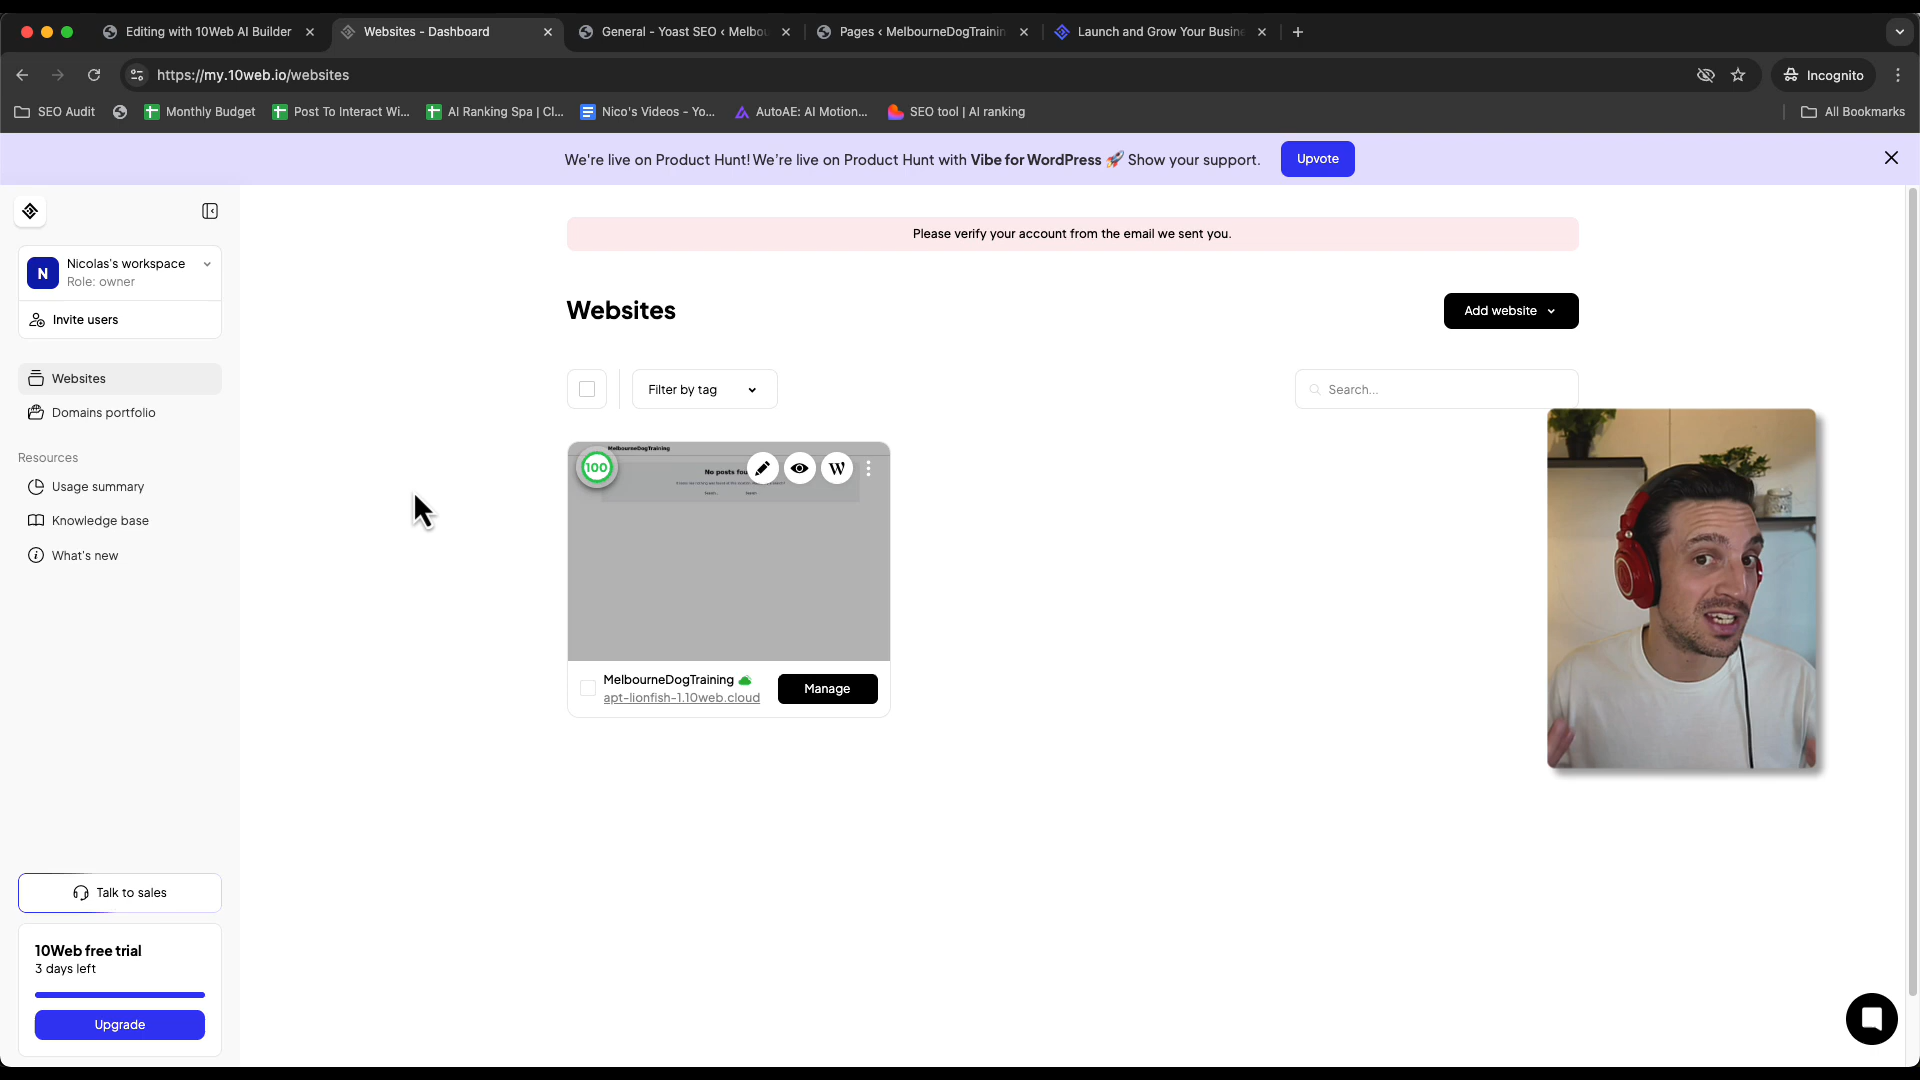 Editing with 10Web AI Builder
Websites - Dashboard
General - Yoast SEO ‹ Melbou
Pages ‹ MelbourneDogTrainin
Launch and Grow Your Busin
https://my.10web.io/websites
Incognito
SEO Audit
Monthly Budget
Post To Interact Wi...
AI Ranking Spa | Cl...
Nico's Videos - Yo...
AutoAE: AI Motion...
SEO tool | AI ranking
All Bookmarks
We're live on Product Hunt! We're live on Product Hunt with Vibe for WordPress 🚀 Show your support.
Upvote
Please verify your account from the email we sent you.
N
Nicolas's workspace
Role: owner
Invite users
Websites
Add website
Websites
Domains portfolio
Filter by tag
Search...
Resources
Usage summary
Knowledge base
What's new
MelbourneDogTraining
100
No posts fou
W
MelbourneDogTraining
apt-lionfish-1.10web.cloud
Manage
Talk to sales
10Web free trial
3 days left
Upgrade